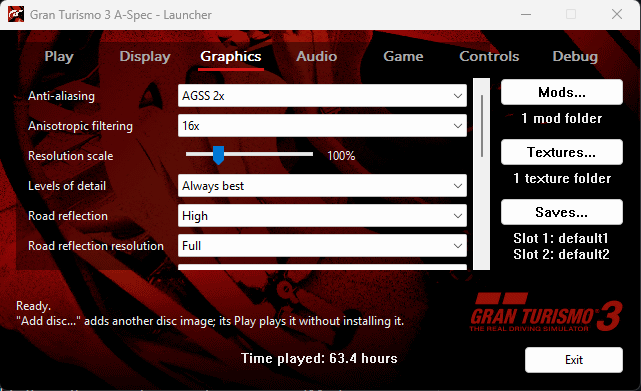 Gran Turismo 3 A-Spec - Launcher
Play Display Graphics Audio Game Controls Debug
Anti-aliasing AGSS 2x
Anisotropic filtering 16x
Resolution scale 100%
Levels of detail Always best
Road reflection High
Road reflection resolution Full
Mods...
1 mod folder
Textures...
1 texture folder
Saves...
Slot 1: default1
Slot 2: default2
Ready.
"Add disc..." adds another disc image; its Play plays it without installing it.
GRAN TURISMO 3
THE REAL DRIVING SIMULATOR
Time played: 63.4 hours
Exit